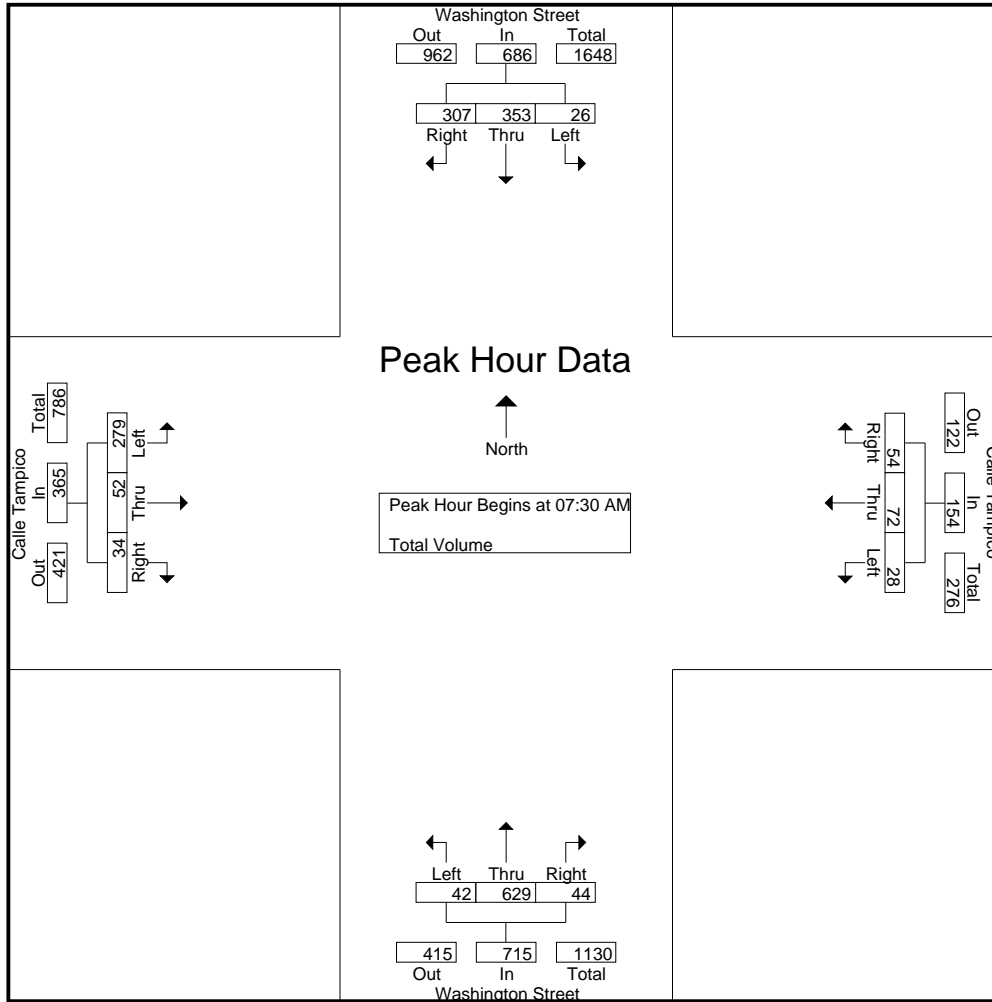 Washington Street
Out In Total
962 686 1648
307 353 26
Right Thru Left
Peak Hour Data
North
Peak Hour Begins at 07:30 AM
Total Volume
Calle Tampico
Total In Out
786 365 421
279 52 34
Left Thru Right
Calle Tampico
Out In Total
122 154 276
54 72 28
Right Thru Left
Left Thru Right
42 629 44
415 715 1130
Out In Total
Washington Street